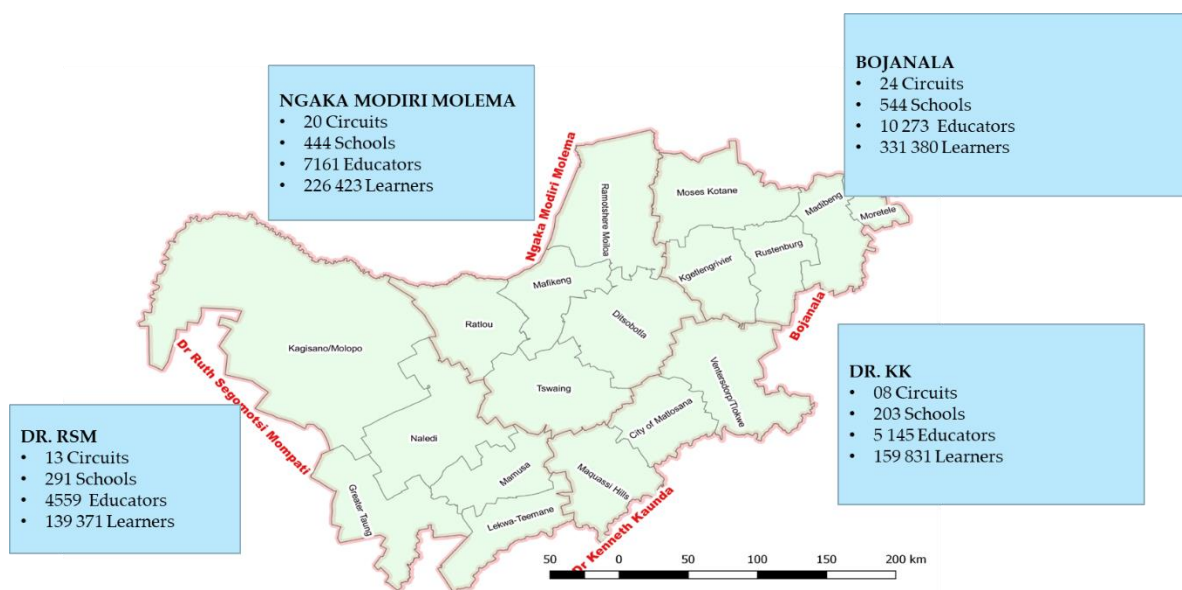 NGAKA MODIRI MOLEMA
• 20 Circuits
• 444 Schools
• 7161 Educators
• 226 423 Learners
BOJANALA
• 24 Circuits
• 544 Schools
• 10 273 Educators
• 331 380 Learners
DR. RSM
• 13 Circuits
• 291 Schools
• 4559 Educators
• 139 371 Learners
DR. KK
• 08 Circuits
• 203 Schools
• 5 145 Educators
• 159 831 Learners
Ngaka Modiri Molema
Ramotshere Moiloa
Moses Kotane
Madibeng
Moretele
Kgetlengrivier
Rustenburg
Bojanala
Mafikeng
Ratlou
Ditsobotla
Kagisano/Molopo
Dr Ruth Segomotsi Mompati
Tswaing
Ventersdorp/Tlokwe
City of Matlosana
Naledi
Mamusa
Maquassi Hills
Greater Taung
Lekwa-Teemane
Dr Kenneth Kaunda
50 0 50 100 150 200 km